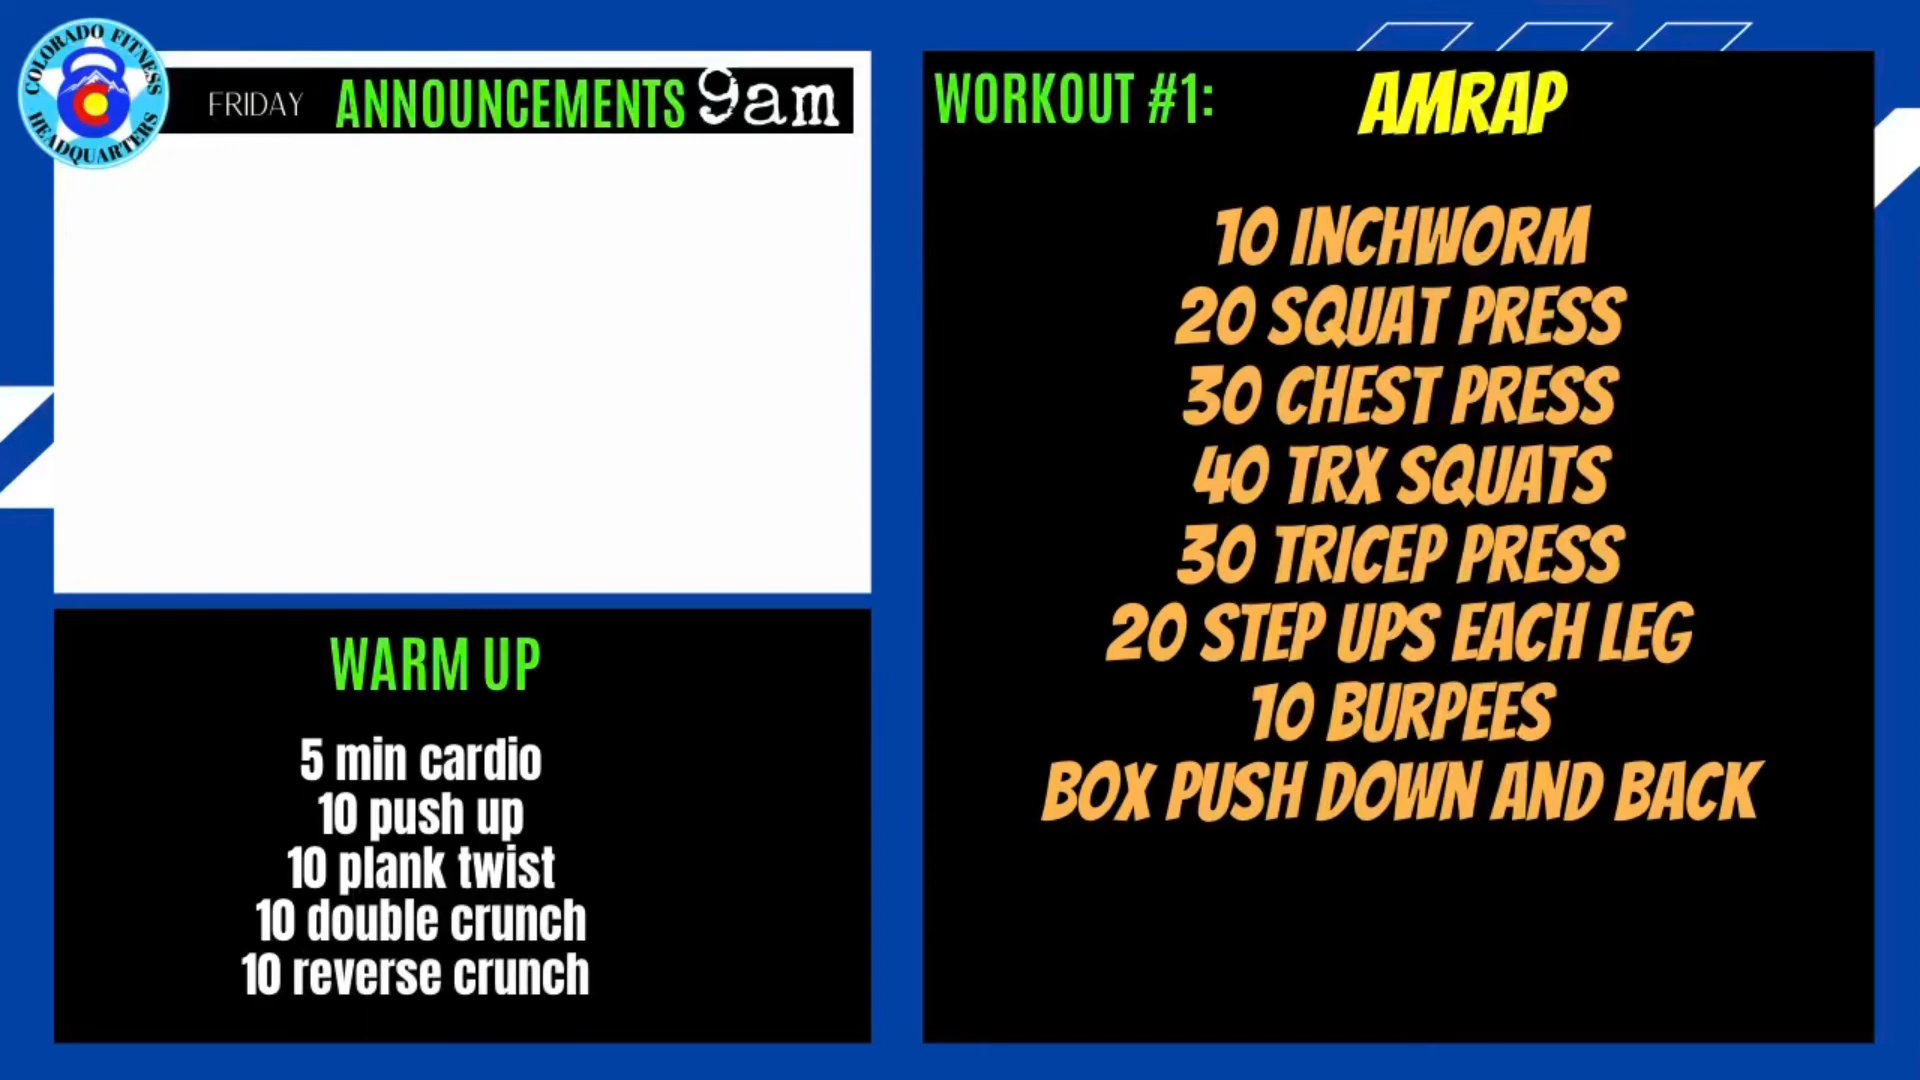 COLORADO FITNESS
HEADQUARTERS
FRIDAY ANNOUNCEMENTS 9am
WARM UP
5 min cardio
10 push up
10 plank twist
10 double crunch
10 reverse crunch
WORKOUT #1: AMRAP
10 INCHWORM
20 SQUAT PRESS
30 CHEST PRESS
40 TRX SQUATS
30 TRICEP PRESS
20 STEP UPS EACH LEG
10 BURPEES
BOX PUSH DOWN AND BACK